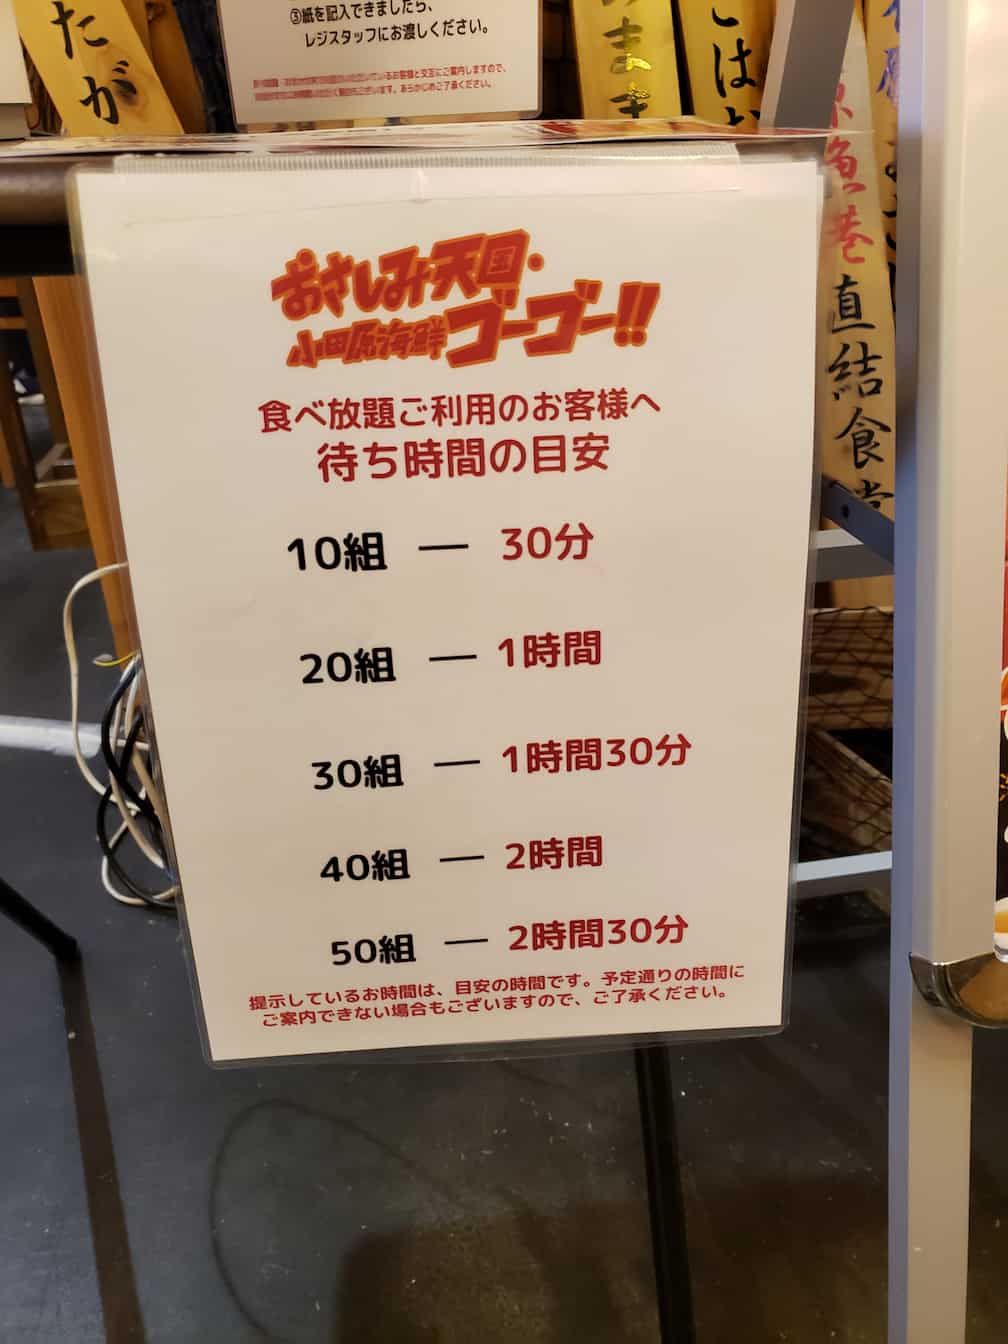 たが
③紙を記入できましたら、
レジスタッフにお渡しください。
おさしみ天国・
小田原海鮮ゴーゴー!!
食べ放題ご利用のお客様へ
待ち時間の目安
10組 ― 30分
20組 ― 1時間
30組 ― 1時間30分
40組 ― 2時間
50組 ― 2時間30分
提示しているお時間は、目安の時間です。予定通りの時間に
ご案内できない場合もございますので、ご了承ください。
魚港
直結食堂